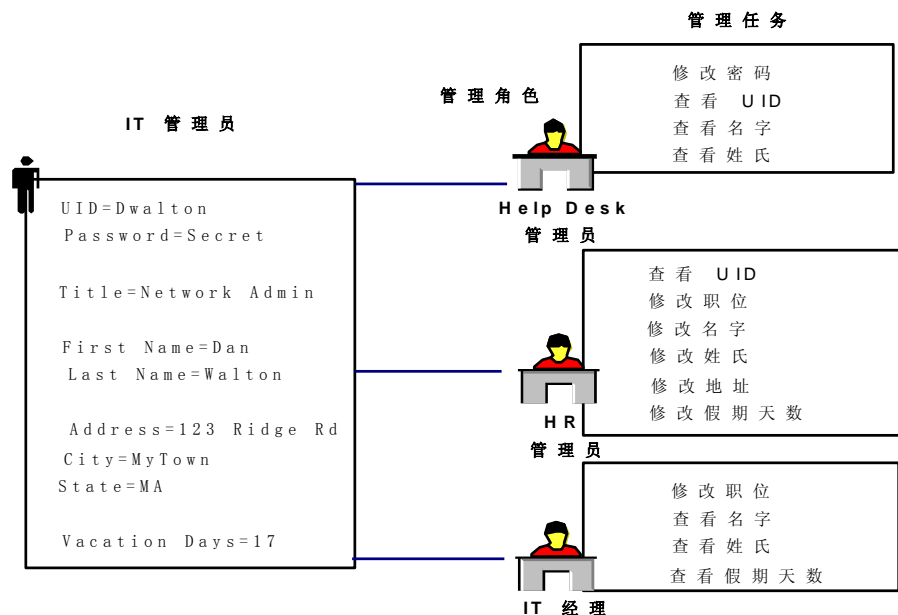 管理任务
修改密码
查看 UID
查看名字
查看姓氏
管理角色
IT 管理员
UID=Dwalton
Password=Secret
Title=Network Admin
First Name=Dan
Last Name=Walton
Address=123 Ridge Rd
City=MyTown
State=MA
Vacation Days=17
Help Desk
管理员
查看 UID
修改职位
修改名字
修改姓氏
修改地址
修改假期天数
HR
管理员
修改职位
查看名字
查看姓氏
查看假期天数
IT 经理